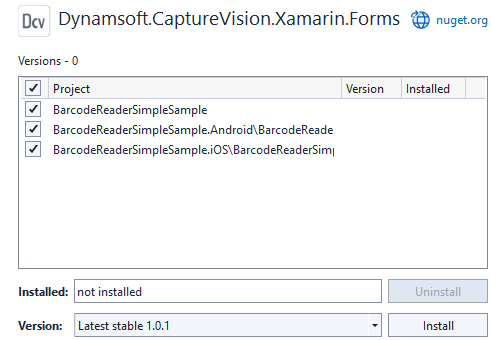 Dcv Dynamsoft.CaptureVision.Xamarin.Forms nuget.org
Versions - 0
Project Version Installed
BarcodeReaderSimpleSample
BarcodeReaderSimpleSample.Android\BarcodeReade
BarcodeReaderSimpleSample.iOS\BarcodeReaderSimp
Installed: not installed Uninstall
Version: Latest stable 1.0.1 Install